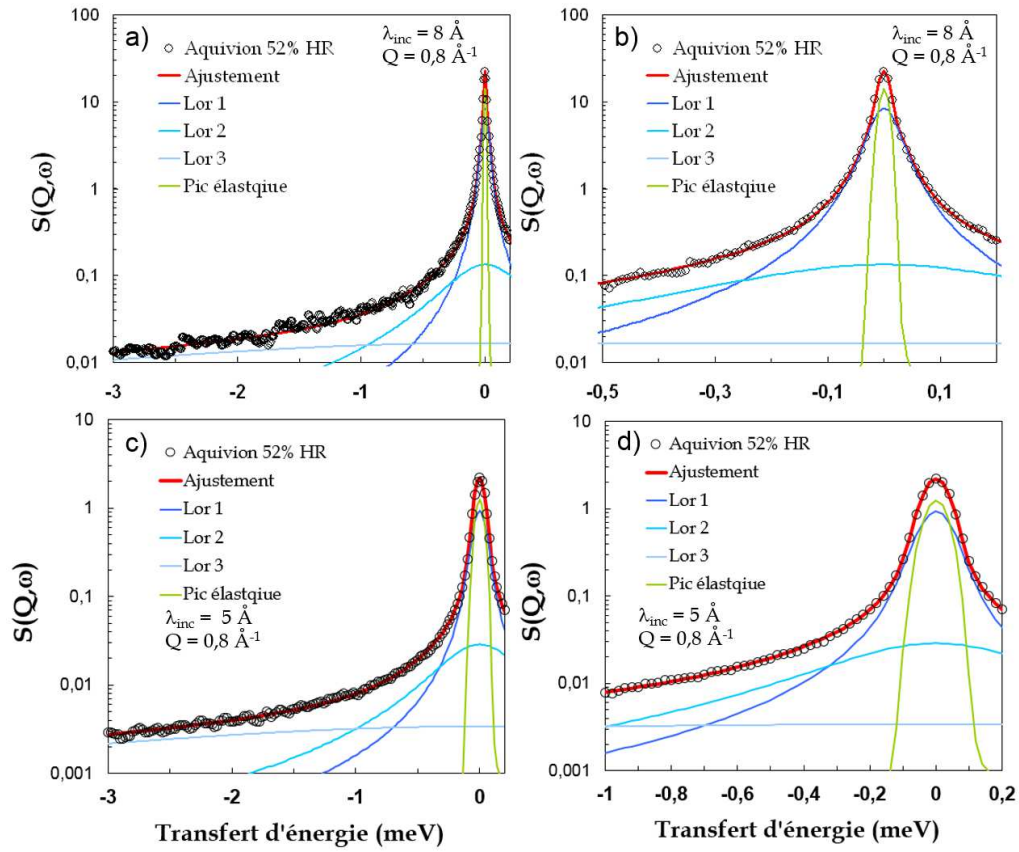 a)
λinc = 8 Å
Q = 0,8 Å-1
Aquivion 52% HR
Ajustement
Lor 1
Lor 2
Lor 3
Pic élastqiue
S(Q,ω)
100
10
1
0,1
0,01
-3 -2 -1 0
b)
λinc = 8 Å
Q = 0,8 Å-1
Aquivion 52% HR
Ajustement
Lor 1
Lor 2
Lor 3
Pic élastqiue
S(Q,ω)
100
10
1
0,1
0,01
-0,5 -0,3 -0,1 0,1
c)
Aquivion 52% HR
Ajustement
Lor 1
Lor 2
Lor 3
Pic élastqiue
λinc = 5 Å
Q = 0,8 Å-1
S(Q,ω)
10
1
0,1
0,01
0,001
-3 -2 -1 0
Transfert d'énergie (meV)
d)
Aquivion 52% HR
Ajustement
Lor 1
Lor 2
Lor 3
Pic élastqiue
λinc = 5 Å
Q = 0,8 Å-1
S(Q,ω)
10
1
0,1
0,01
0,001
-1 -0,8 -0,6 -0,4 -0,2 0 0,2
Transfert d'énergie (meV)